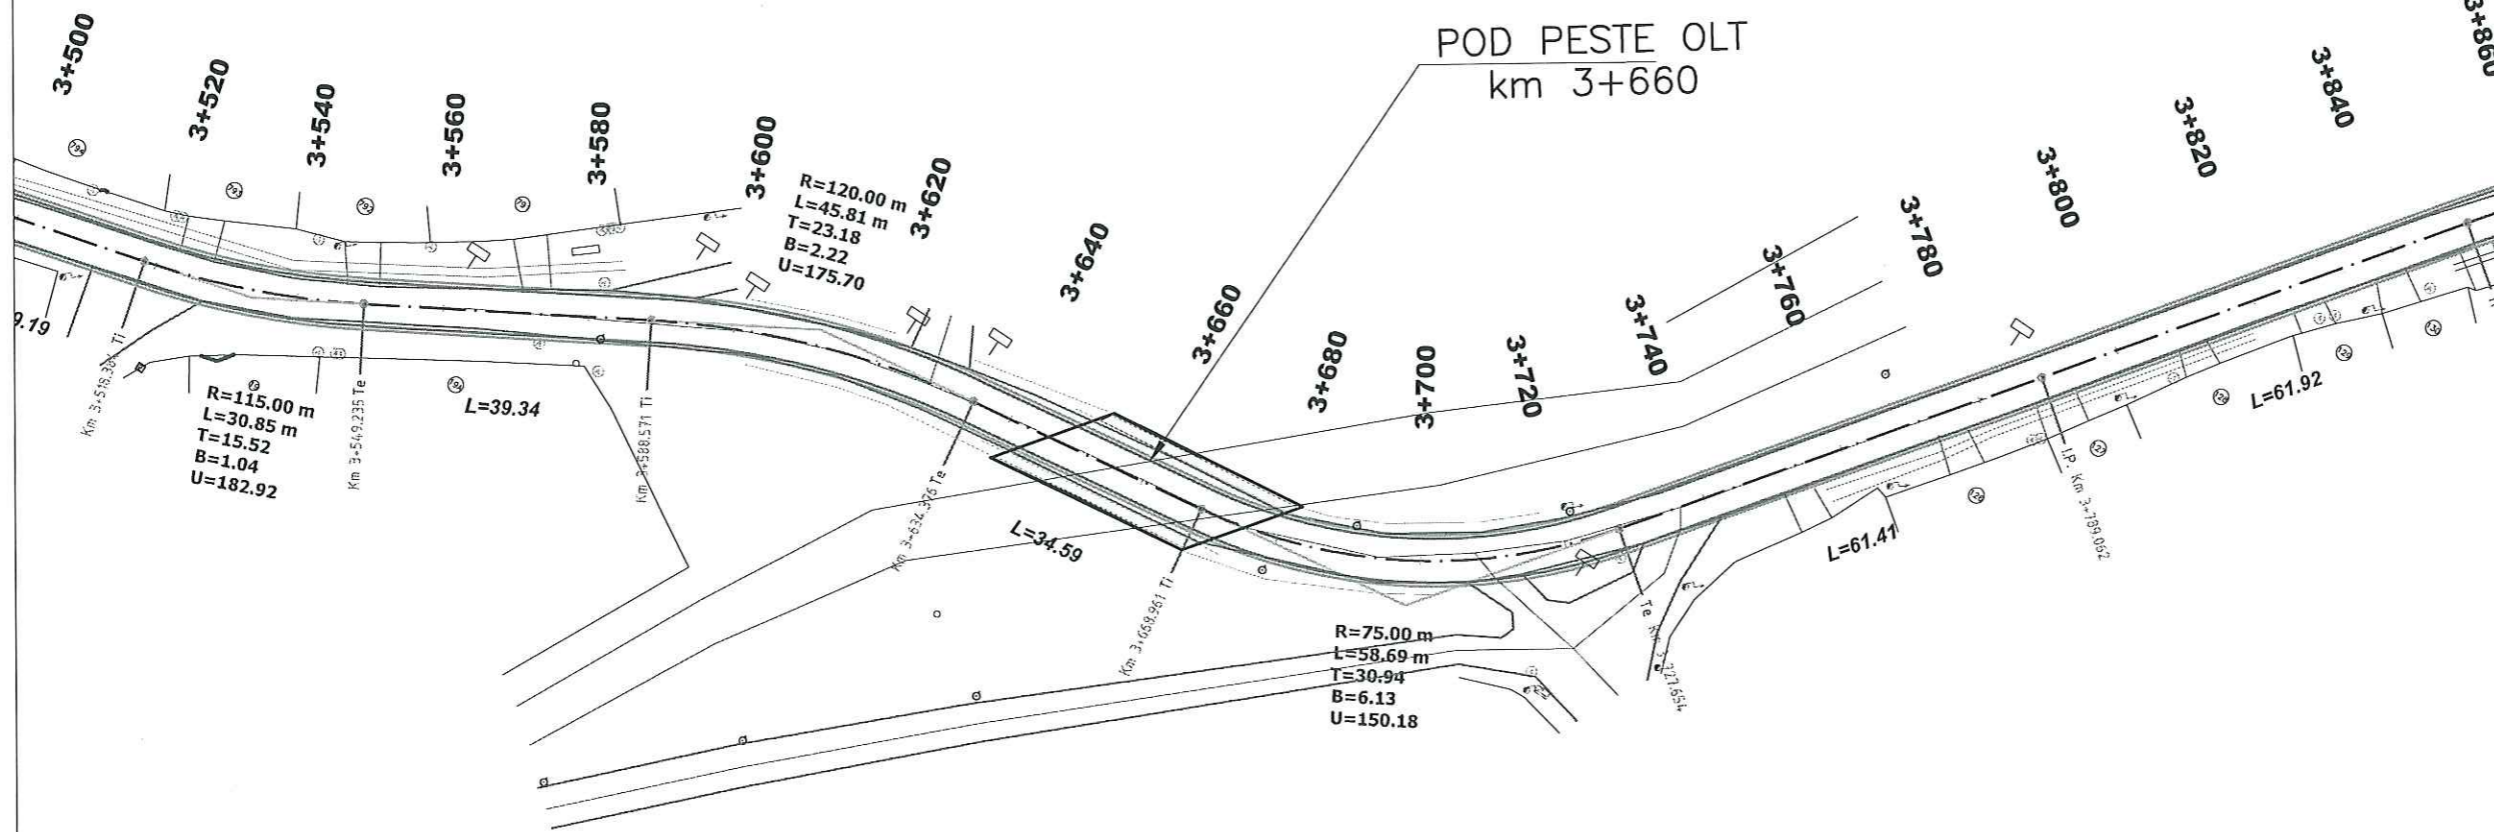 POD PESTE OLT
km 3+660
3+500
3+520
3+540
3+560
3+580
3+600
3+620
3+640
3+660
3+680
3+700
3+720
3+740
3+760
3+780
3+800
3+820
3+840
3+860
R=120.00 m
L=45.81 m
T=23.18
B=2.22
U=175.70
9.19
R=115.00 m
L=30.85 m
T=15.52
B=1.04
U=182.92
L=39.34
L=34.59
R=75.00 m
L=58.69 m
T=30.94
B=6.13
U=150.18
L=61.41
L=61.92
Km 3+549.235 Te
Km 3+588.571 Ti
Km 3+634.376 Te
Km 3+668.961 Ti
I.P. Km 3+789.062